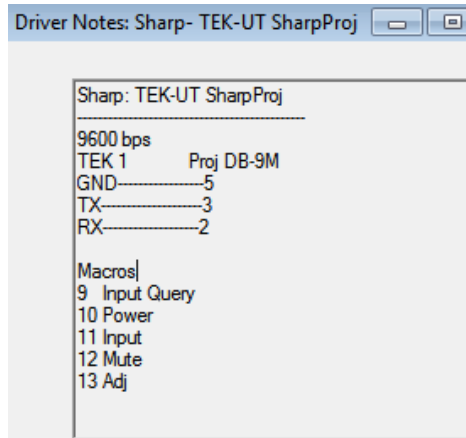 Driver Notes: Sharp- TEK-UT SharpProj
Sharp: TEK-UT SharpProj
---------------------------------------------
9600 bps
TEK 1 Proj DB-9M
GND-----------------5
TX--------------------3
RX-------------------2
Macros
9 Input Query
10 Power
11 Input
12 Mute
13 Adj